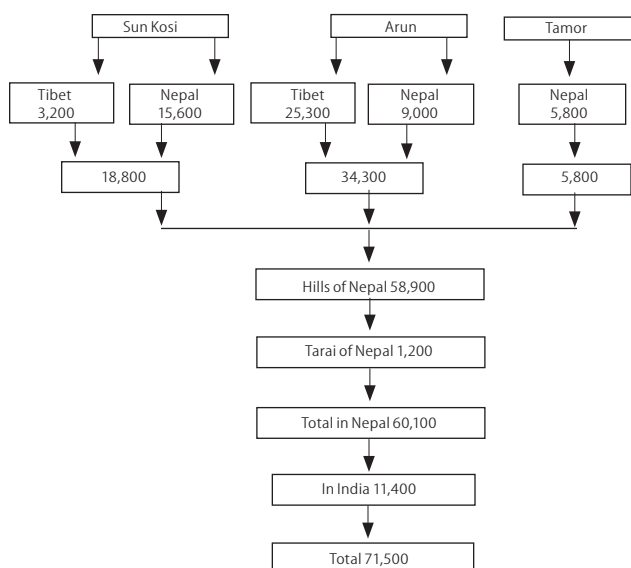 Sun Kosi
Arun
Tamor
Tibet
3,200
Nepal
15,600
Tibet
25,300
Nepal
9,000
Nepal
5,800
18,800
34,300
5,800
Hills of Nepal 58,900
Tarai of Nepal 1,200
Total in Nepal 60,100
In India 11,400
Total 71,500